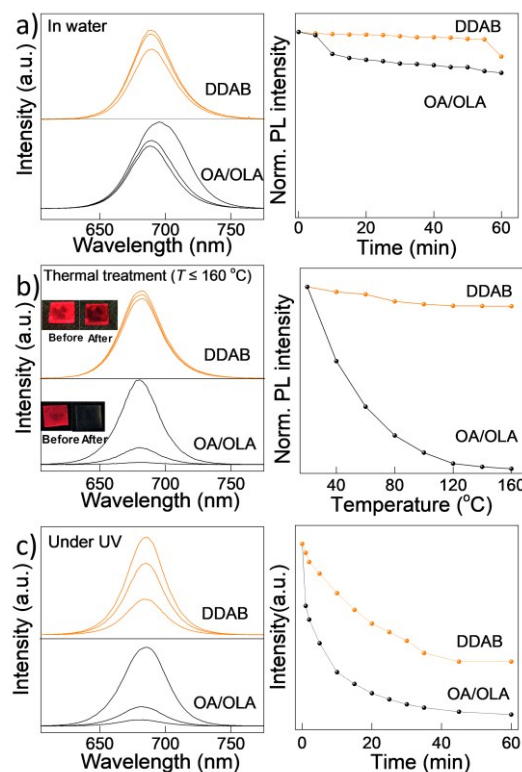 a) In water
DDAB
OA/OLA
Intensity (a.u.)
650 700 750
Wavelength (nm)
DDAB
OA/OLA
Norm. PL intensity
0 20 40 60
Time (min)
b) Thermal treatment (T ≤ 160 °C)
Before After
DDAB
Before After
OA/OLA
Intensity (a.u.)
650 700 750
Wavelength (nm)
DDAB
OA/OLA
Norm. PL intensity
40 80 120 160
Temperature (°C)
c) Under UV
DDAB
OA/OLA
Intensity (a.u.)
650 700 750
Wavelength (nm)
DDAB
OA/OLA
Intensity(a.u.)
0 20 40 60
Time (min)